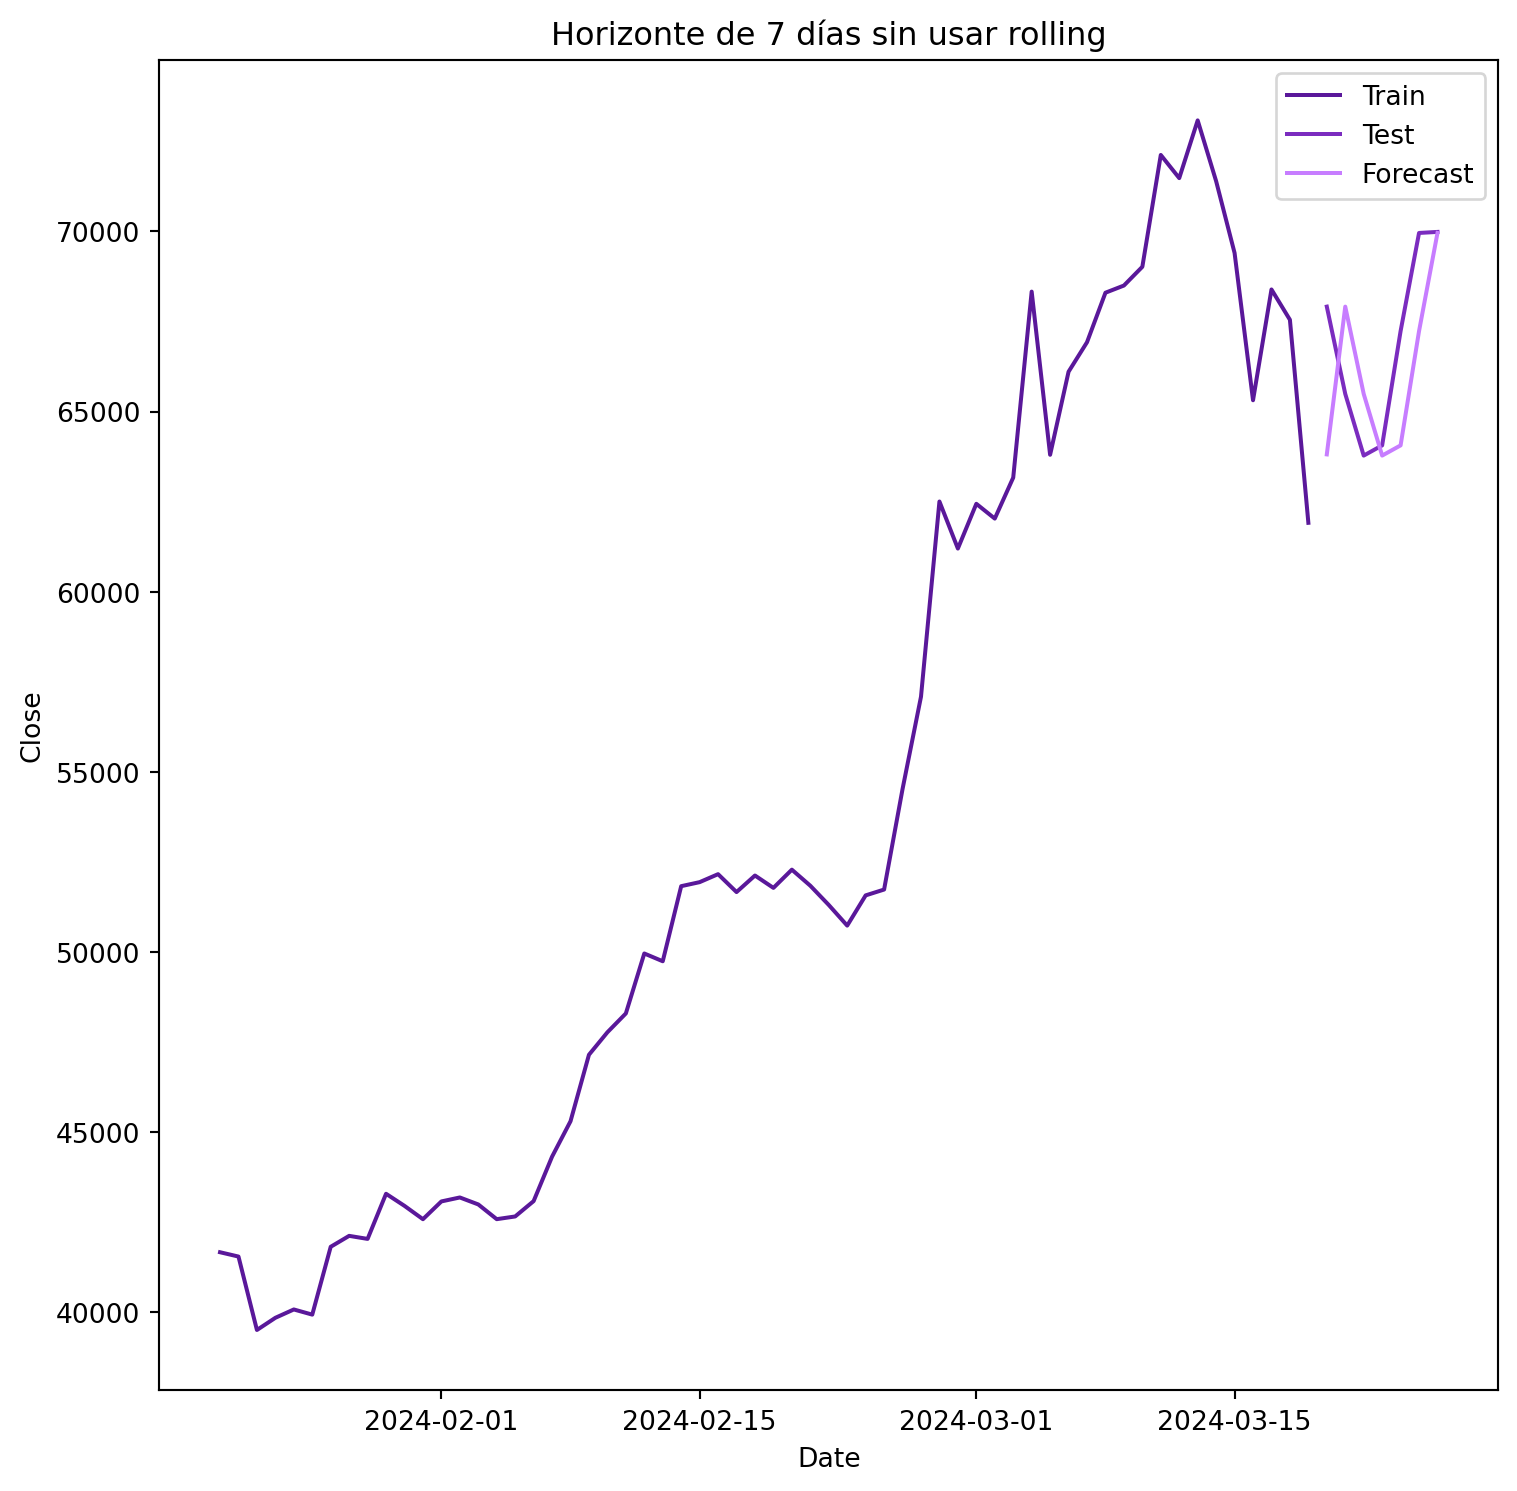 Horizonte de 7 días sin usar rolling
Train
Test
Forecast
70000
65000
60000
55000
50000
45000
40000
Close
2024-02-01
2024-02-15
2024-03-01
2024-03-15
Date